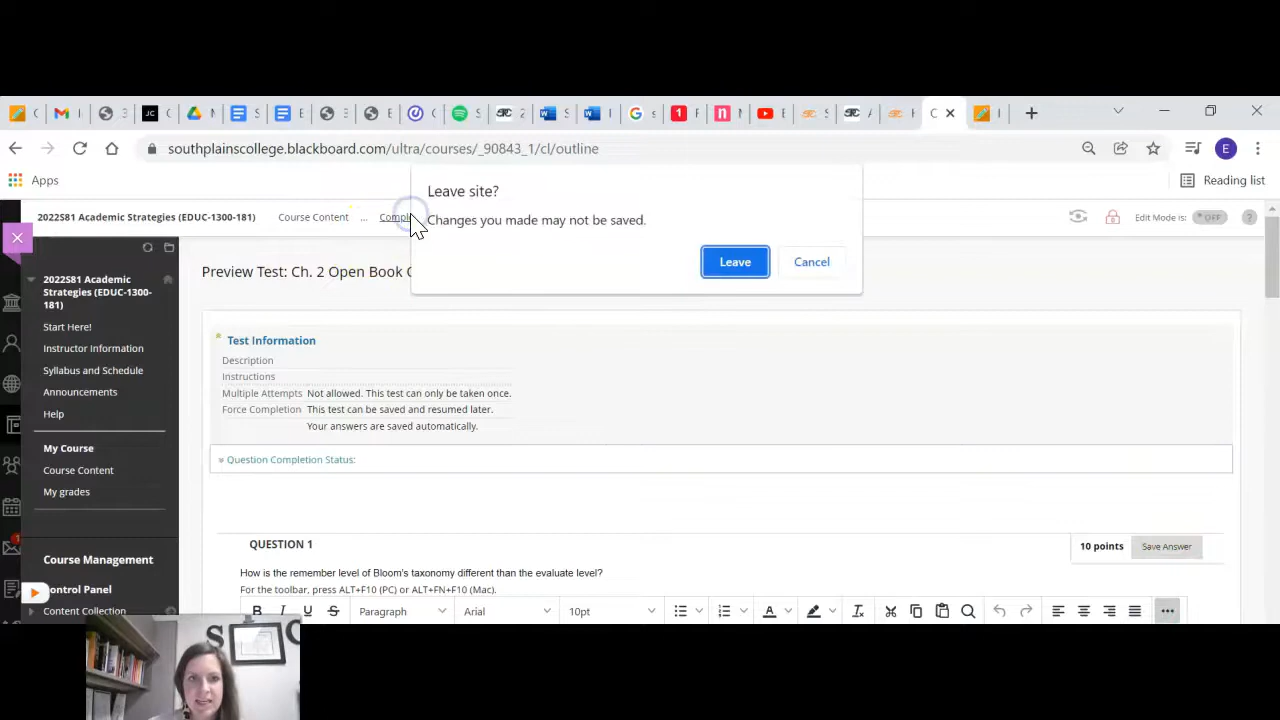 southplainscollege.blackboard.com/ultra/courses/_90843_1/cl/outline
Apps
Reading list
Leave site?
Changes you made may not be saved.
Leave
Cancel
2022S81 Academic Strategies (EDUC-1300-181)
Course Content
...
Compl
Edit Mode is:
OFF
?
2022S81 Academic
Strategies (EDUC-1300-
181)
Start Here!
Instructor Information
Syllabus and Schedule
Announcements
Help
My Course
Course Content
My grades
Course Management
ontrol Panel
Content Collection
Preview Test: Ch. 2 Open Book
Test Information
Description
Instructions
Multiple Attempts Not allowed. This test can only be taken once.
Force Completion This test can be saved and resumed later.
Your answers are saved automatically.
Question Completion Status:
QUESTION 1
10 points
Save Answer
How is the remember level of Bloom's taxonomy different than the evaluate level?
For the toolbar, press ALT+F10 (PC) or ALT+FN+F10 (Mac).
B I U S Paragraph Arial 10pt